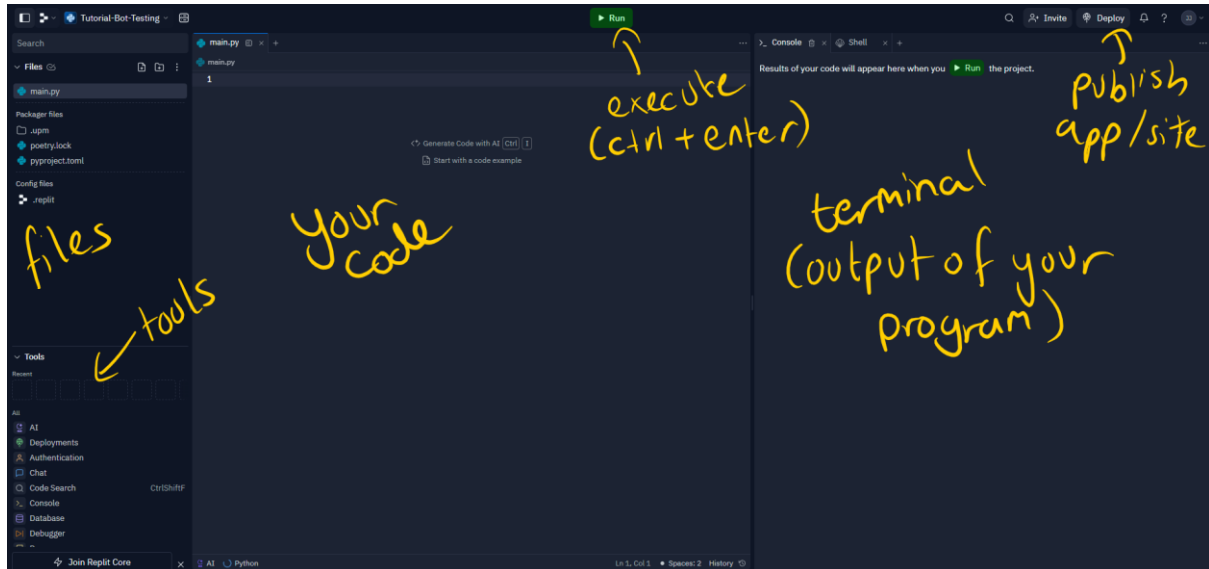 Tutorial-Bot-Testing
Run
Invite
Deploy
?
Search
main.py
Console
Shell
Files
main.py
1
Results of your code will appear here when you Run the project.
main.py
Packager files
.upm
poetry.lock
pyproject.toml
Config files
.replit
Generate Code with AI Ctrl I
Start with a code example
execute
(ctrl + enter)
publish
app/site
files
your
code
terminal
(output of your
program)
tools
Tools
Recent
All
AI
Deployments
Authentication
Chat
Code Search CtrlShiftF
Console
Database
Debugger
Join Replit Core
AI
Python
Ln 1, Col 1
Spaces: 2
History